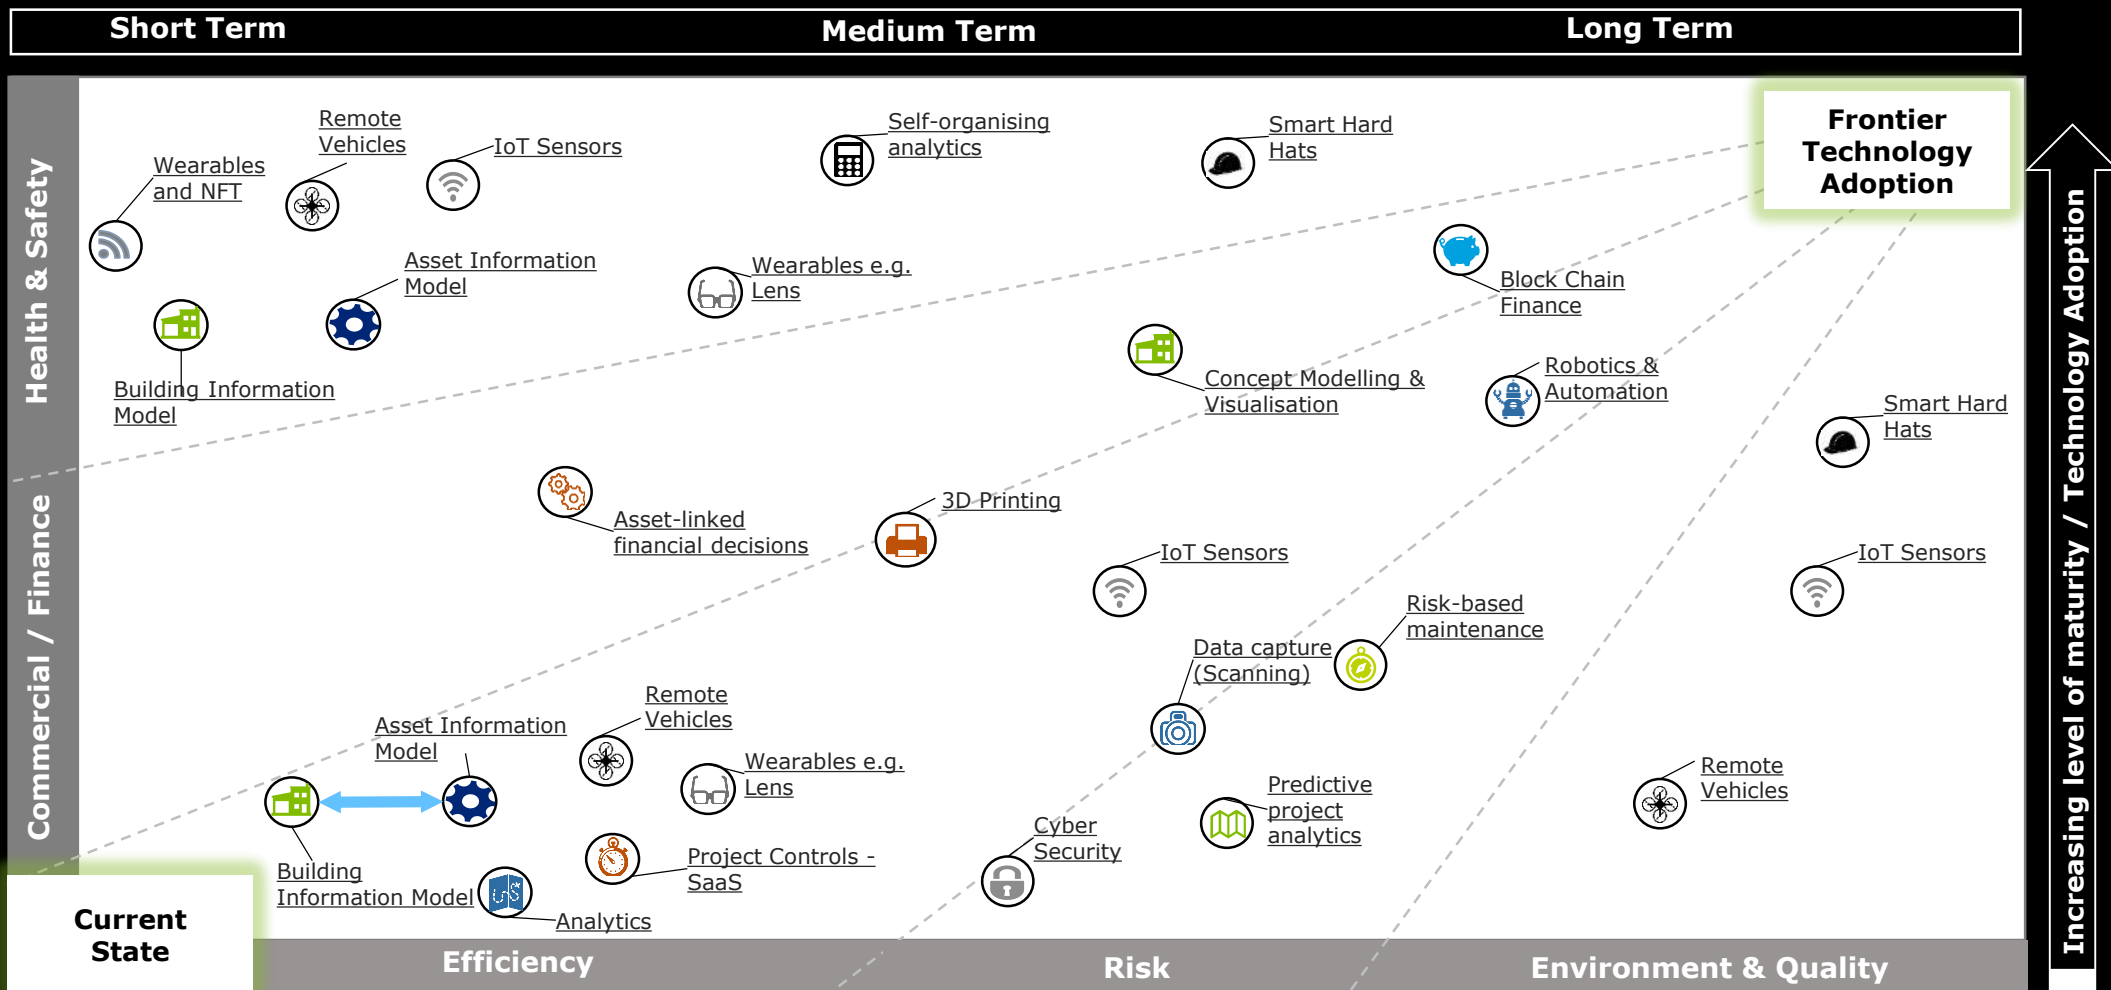 Short Term
Medium Term
Long Term
Health & Safety
Commercial / Finance
Frontier
Technology
Adoption
Increasing level of maturity / Technology Adoption
Wearables
and NFT
Remote
Vehicles
IoT Sensors
Self-organising
analytics
Smart Hard
Hats
Asset Information
Model
Wearables e.g.
Lens
Block Chain
Finance
Building Information
Model
Concept Modelling &
Visualisation
Robotics &
Automation
Smart Hard
Hats
Asset-linked
financial decisions
3D Printing
IoT Sensors
IoT Sensors
Risk-based
maintenance
Data capture
(Scanning)
Remote
Vehicles
Asset Information
Model
Wearables e.g.
Lens
Remote
Vehicles
Predictive
project
analytics
Cyber
Security
Building
Information Model
Project Controls -
SaaS
Analytics
Current
State
Efficiency
Risk
Environment & Quality